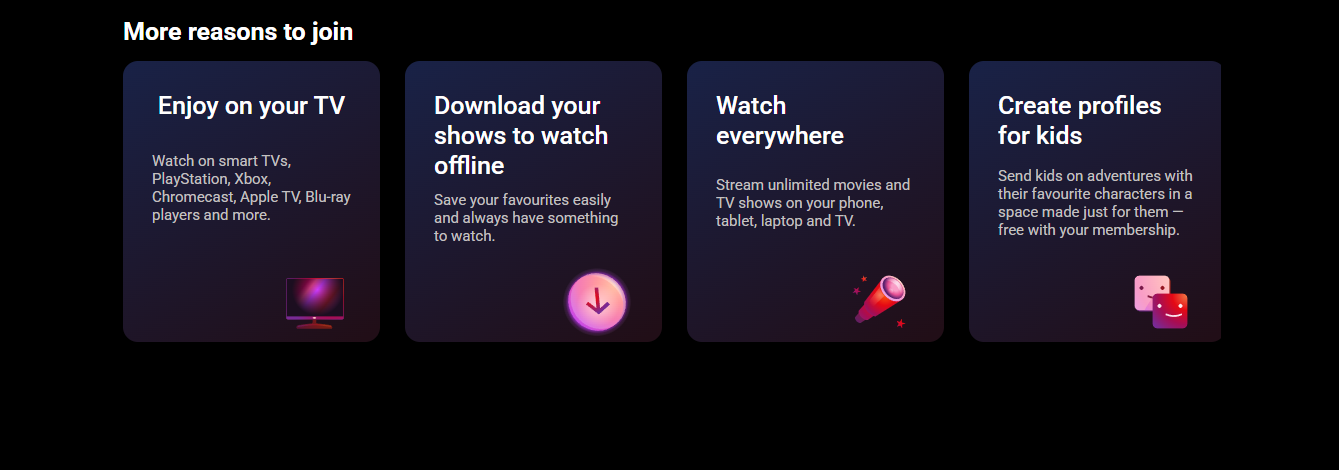 More reasons to join
Enjoy on your TV
Watch on smart TVs,
PlayStation, Xbox,
Chromecast, Apple TV, Blu-ray
players and more.
Download your
shows to watch
offline
Save your favourites easily
and always have something
to watch.
Watch
everywhere
Stream unlimited movies and
TV shows on your phone,
tablet, laptop and TV.
Create profiles
for kids
Send kids on adventures with
their favourite characters in a
space made just for them —
free with your membership.